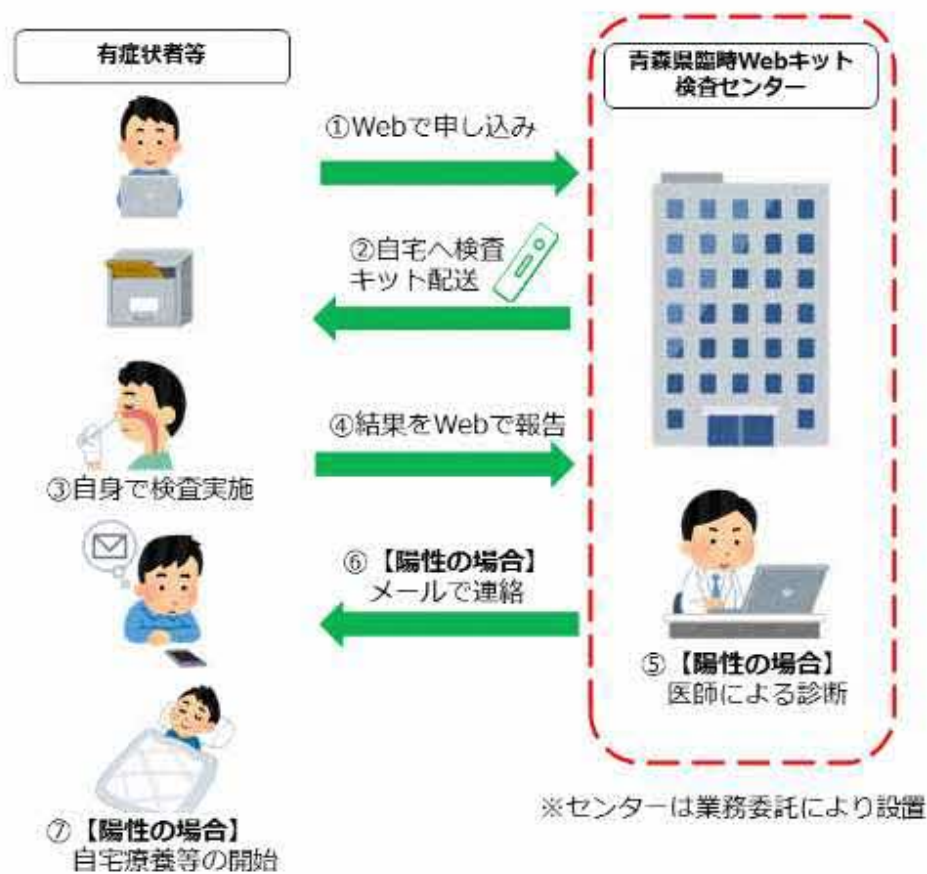 有症状者等
青森県臨時Webキット
検査センター
①Webで申し込み
②自宅へ検査
キット配送
③自身で検査実施
④結果をWebで報告
⑤【陽性の場合】
医師による診断
⑥【陽性の場合】
メールで連絡
⑦【陽性の場合】
自宅療養等の開始
※センターは業務委託により設置